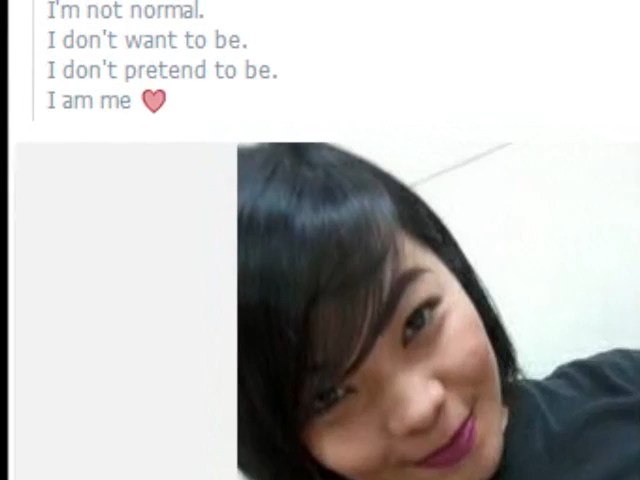 I'm not normal.
I don't want to be.
I don't pretend to be.
I am me ❤